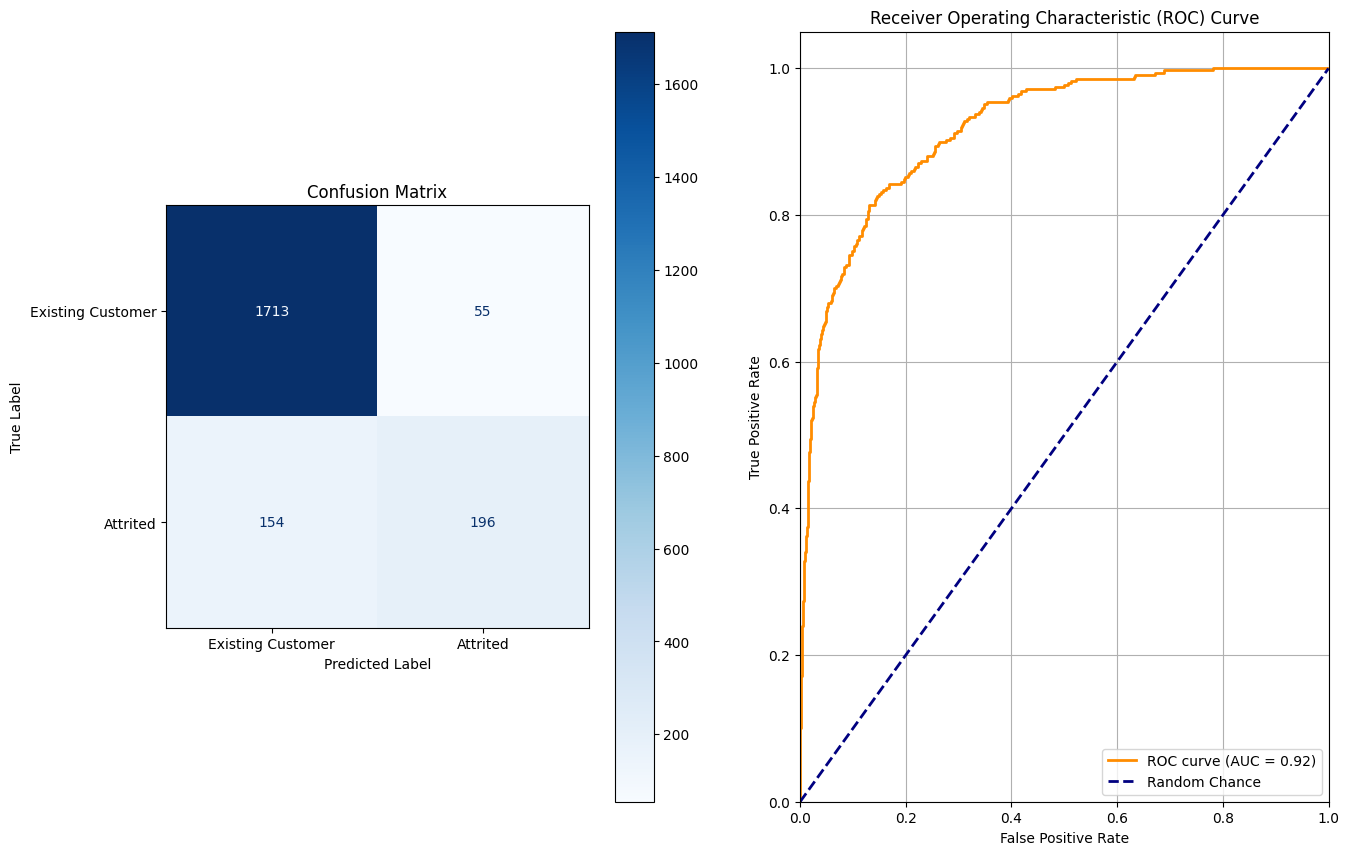 Confusion Matrix
True Label
Existing Customer
Attrited
1713
55
154
196
Existing Customer
Attrited
Predicted Label
1600
1400
1200
1000
800
600
400
200
Receiver Operating Characteristic (ROC) Curve
True Positive Rate
1.0
0.8
0.6
0.4
0.2
0.0
0.0
0.2
0.4
0.6
0.8
1.0
False Positive Rate
ROC curve (AUC = 0.92)
Random Chance